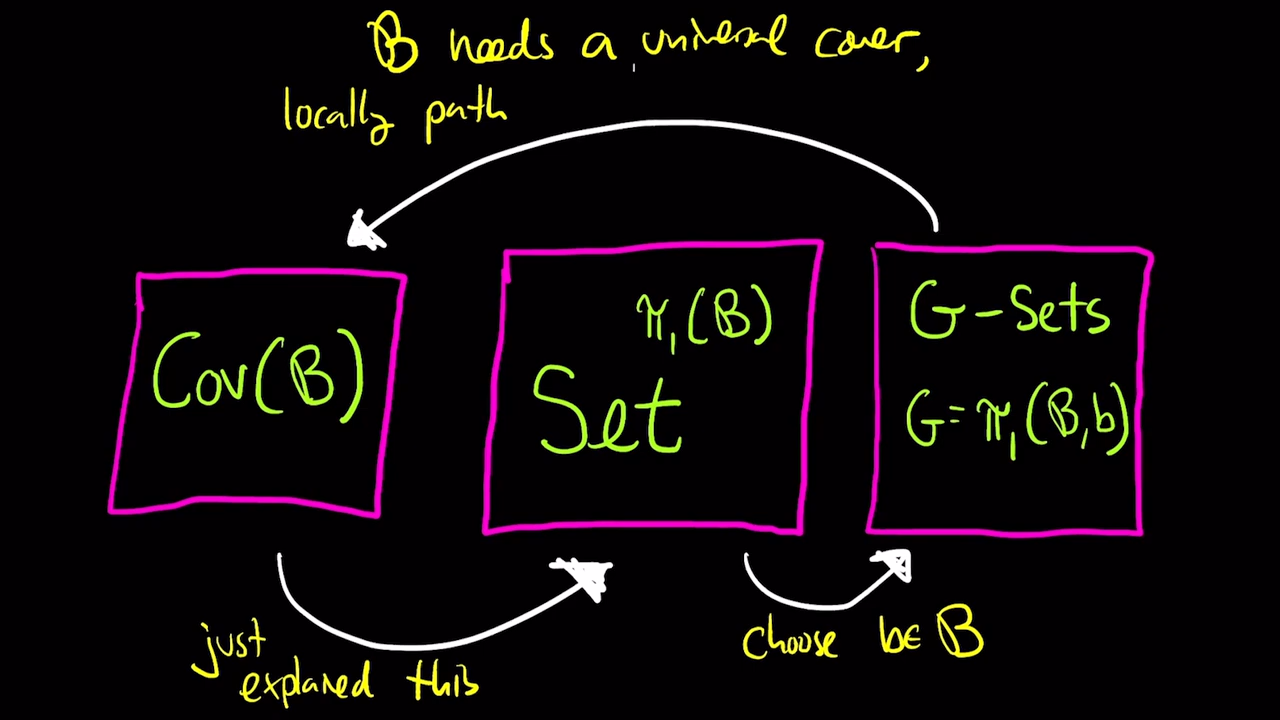 B needs a universal cover,
locally path
Cov(B)
π₁(B)
Set
G-Sets
G=π₁(B,b)
just
explained this
choose b∈B